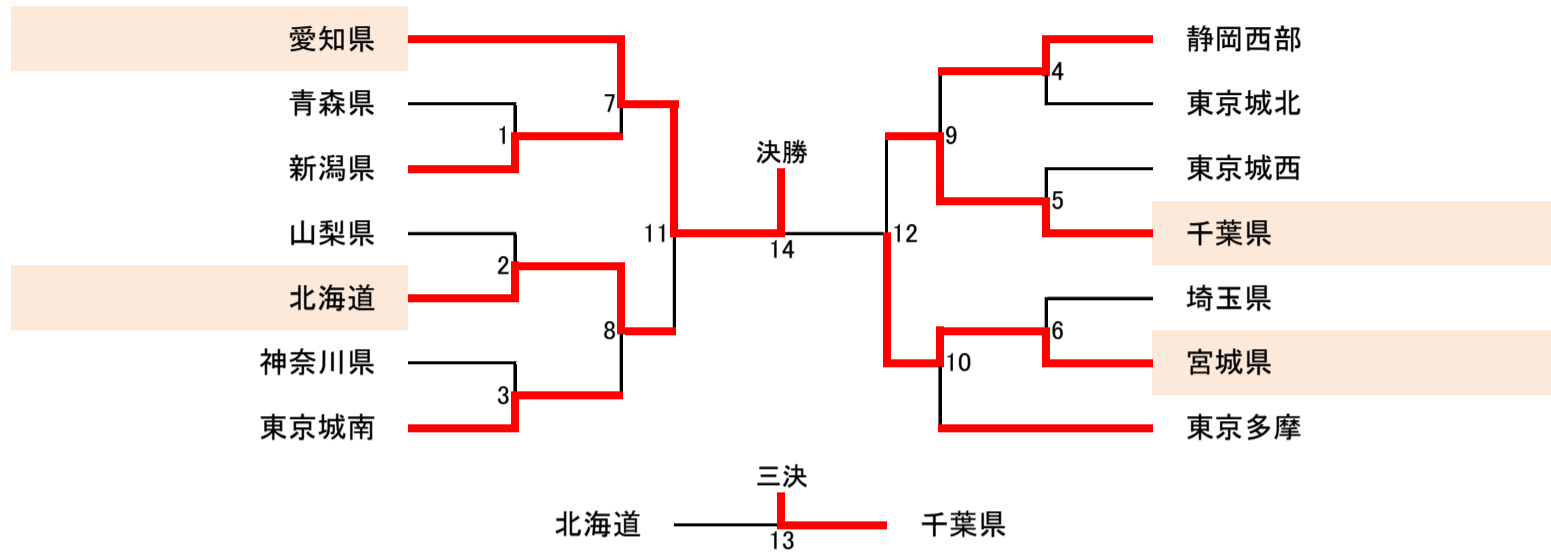 愛知県
青森県
新潟県
山梨県
北海道
神奈川県
東京城南
1
2
3
7
8
11
決勝
14
12
9
10
4
5
6
静岡西部
東京城北
東京城西
千葉県
埼玉県
宮城県
東京多摩
三決
北海道
13
千葉県